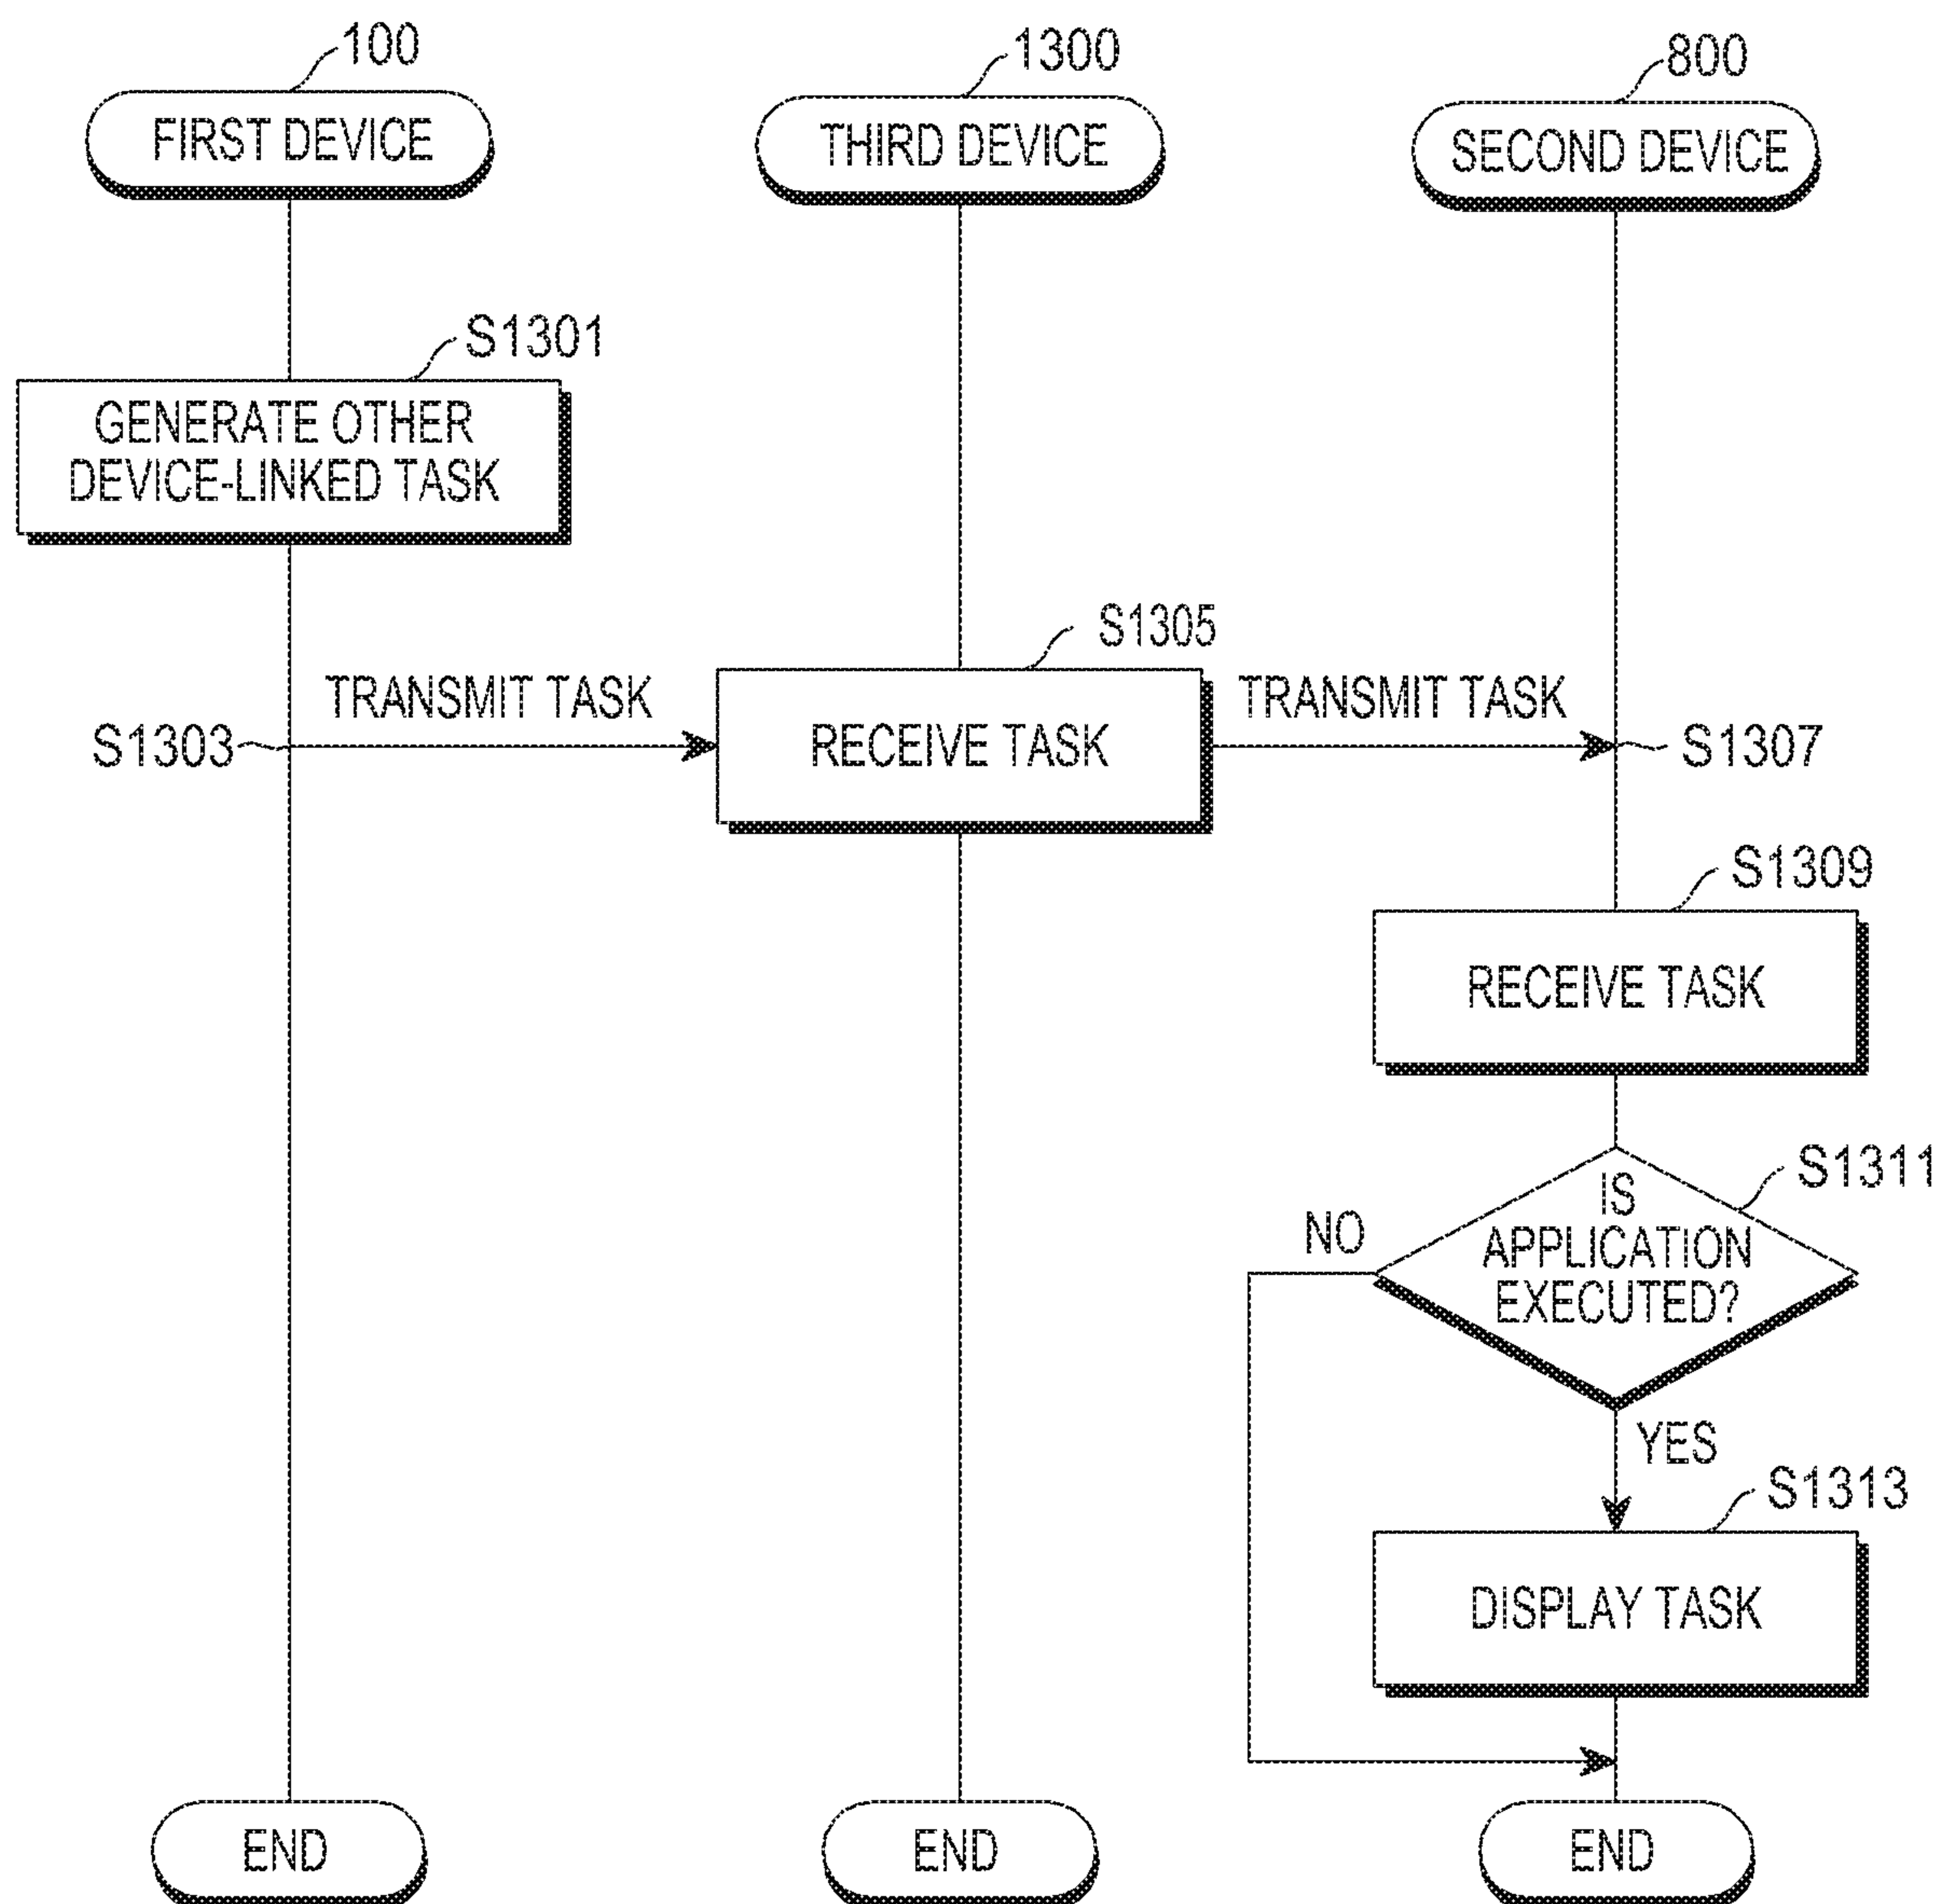 100
1300
800
FIRST DEVICE
THIRD DEVICE
SECOND DEVICE
S1301
GENERATE OTHER
DEVICE-LINKED TASK
S1305
TRANSMIT TASK
TRANSMIT TASK
S1303
RECEIVE TASK
S1307
S1309
RECEIVE TASK
S1311
IS
APPLICATION
EXECUTED?
NO
YES
S1313
DISPLAY TASK
END
END
END